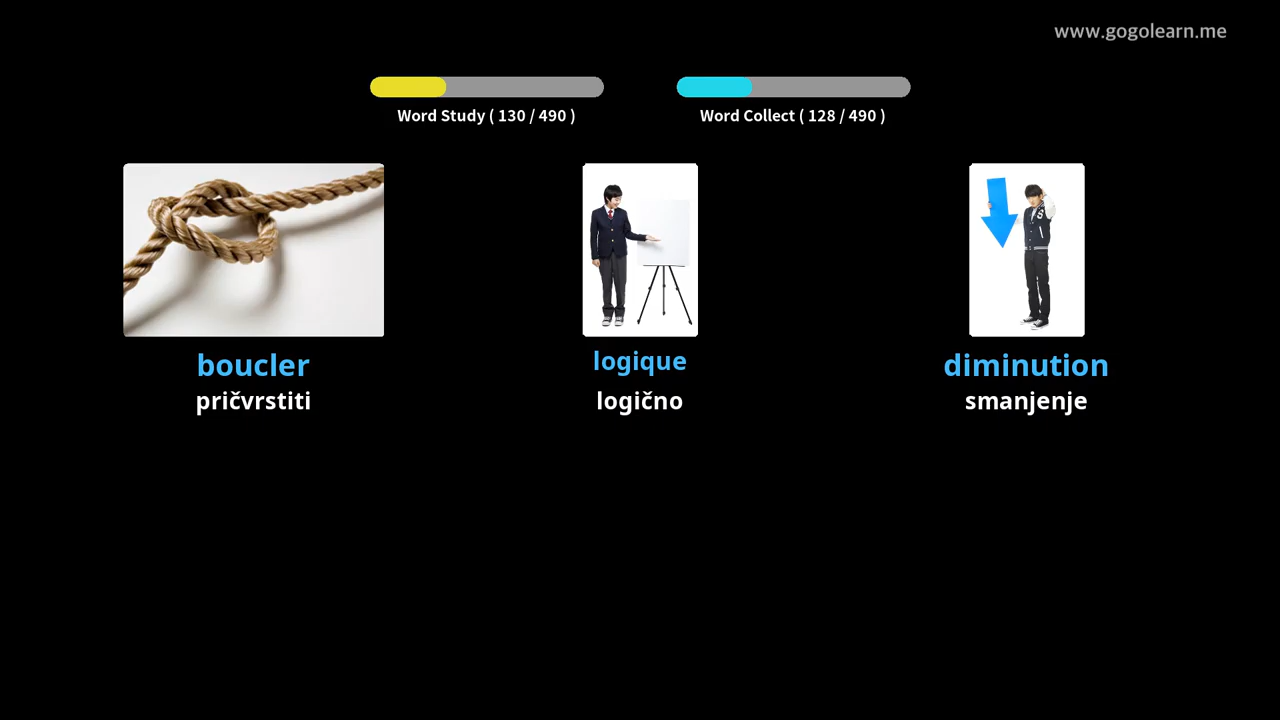 www.gogolearn.me
Word Study ( 130 / 490 )
Word Collect ( 128 / 490 )
boucler
logique
diminution
pričvrstiti
logično
smanjenje